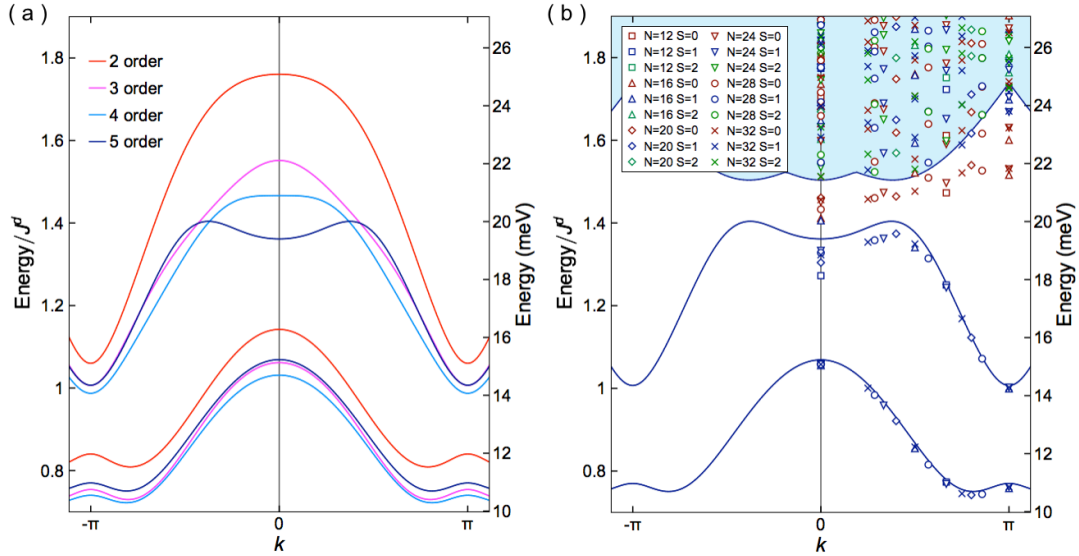 ( a )
( b )
1.8
1.6
1.4
1.2
1.8
1
0.8
Energy/J^d
2 order
3 order
4 order
5 order
26
24
22
20
18
16
14
12
10
Energy (meV)
-π
0
π
k
1.8
1.6
1.4
1.2
1
0.8
Energy/J^d
N=12 S=0
N=12 S=1
N=12 S=2
N=16 S=0
N=16 S=1
N=16 S=2
N=20 S=0
N=20 S=1
N=20 S=2
N=24 S=0
N=24 S=1
N=24 S=2
N=28 S=0
N=28 S=1
N=28 S=2
N=32 S=0
N=32 S=1
N=32 S=2
26
24
22
20
18
16
14
12
10
Energy (meV)
-π
0
π
k